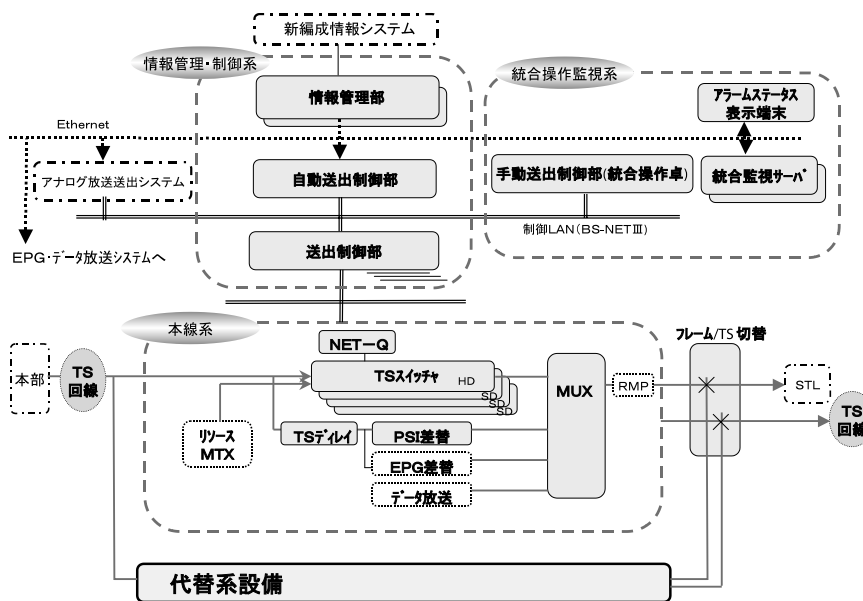 新編成情報システム
情報管理・制御系
統合操作監視系
情報管理部
アラームステータス
表示端末
Ethernet
アナログ放送送出システム
自動送出制御部
手動送出制御部(統合操作卓)
統合監視サーバ
制御LAN(BS-NETⅢ)
EPG・データ放送システムへ
送出制御部
本線系
フレーム/TS 切替
NET－Q
本部
TS
回線
TSスイッチャ
HD
SD
SD
SD
MUX
RMP
STL
TS
回線
リソース
MTX
TSディレイ
PSI差替
EPG差替
データ放送
代替系設備